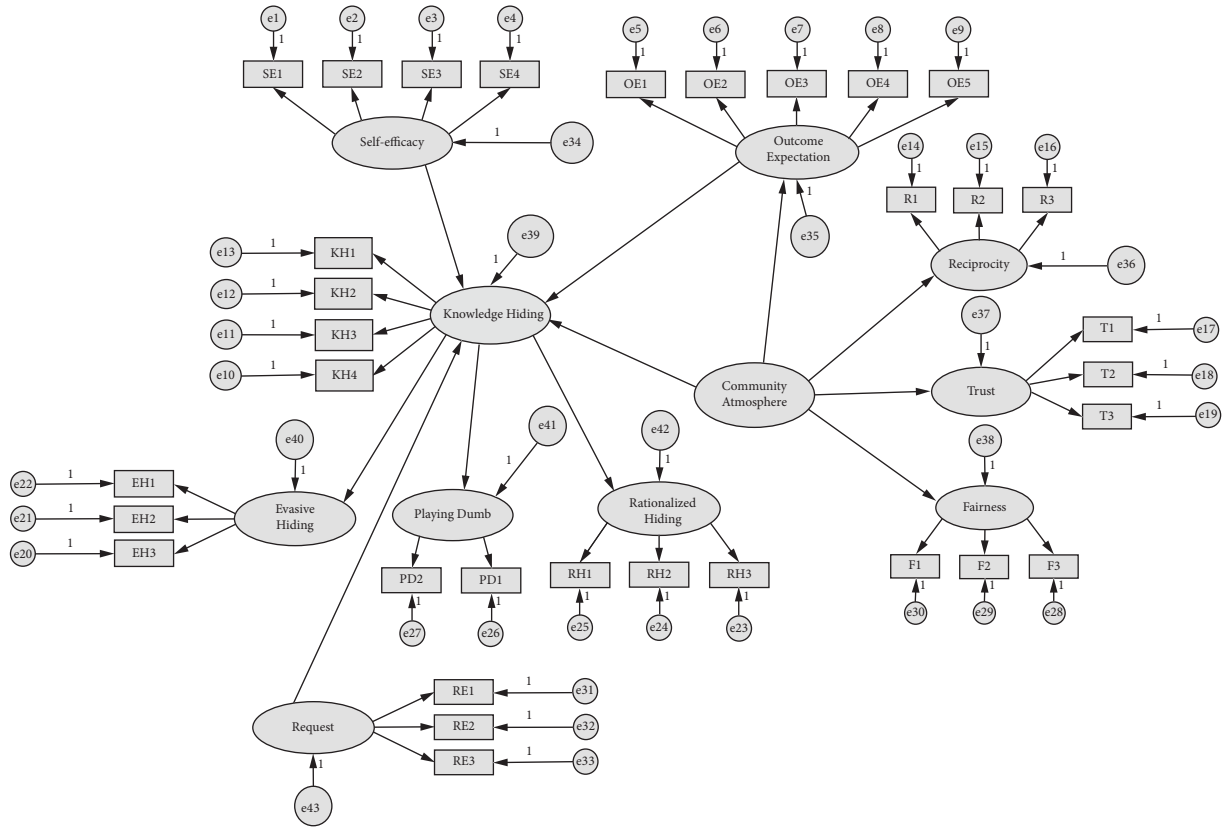 e1
e2
e3
e4
1
1
1
1
SE1
SE2
SE3
SE4
Self-efficacy
1
e34
e5
e6
e7
e8
e9
1
1
1
1
1
OE1
OE2
OE3
OE4
OE5
Outcome
Expectation
1
e35
e14
e15
e16
1
1
1
R1
R2
R3
Reciprocity
1
e36
e13
1
KH1
e12
1
KH2
e11
1
KH3
e10
1
KH4
e39
1
Knowledge Hiding
Community
Atmosphere
e37
1
Trust
T1
1
e17
T2
1
e18
T3
1
e19
e38
1
Fairness
F1
F2
F3
1
1
1
e30
e29
e28
e40
1
Evasive
Hiding
e22
1
EH1
e21
1
EH2
e20
1
EH3
e41
1
Playing Dumb
PD2
PD1
1
1
e27
e26
e42
1
Rationalized
Hiding
RH1
RH2
RH3
1
1
1
e25
e24
e23
Request
RE1
1
e31
RE2
1
e32
RE3
1
e33
1
e43